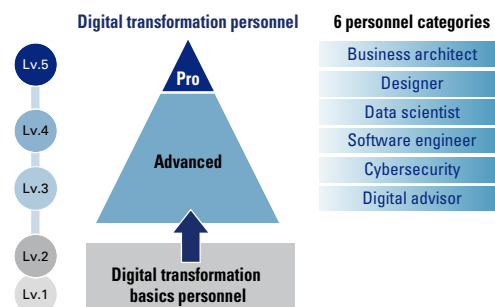 Digital transformation personnel
6 personnel categories
Lv.5
Lv.4
Lv.3
Lv.2
Lv.1
Pro
Advanced
Digital transformation
basics personnel
Business architect
Designer
Data scientist
Software engineer
Cybersecurity
Digital advisor